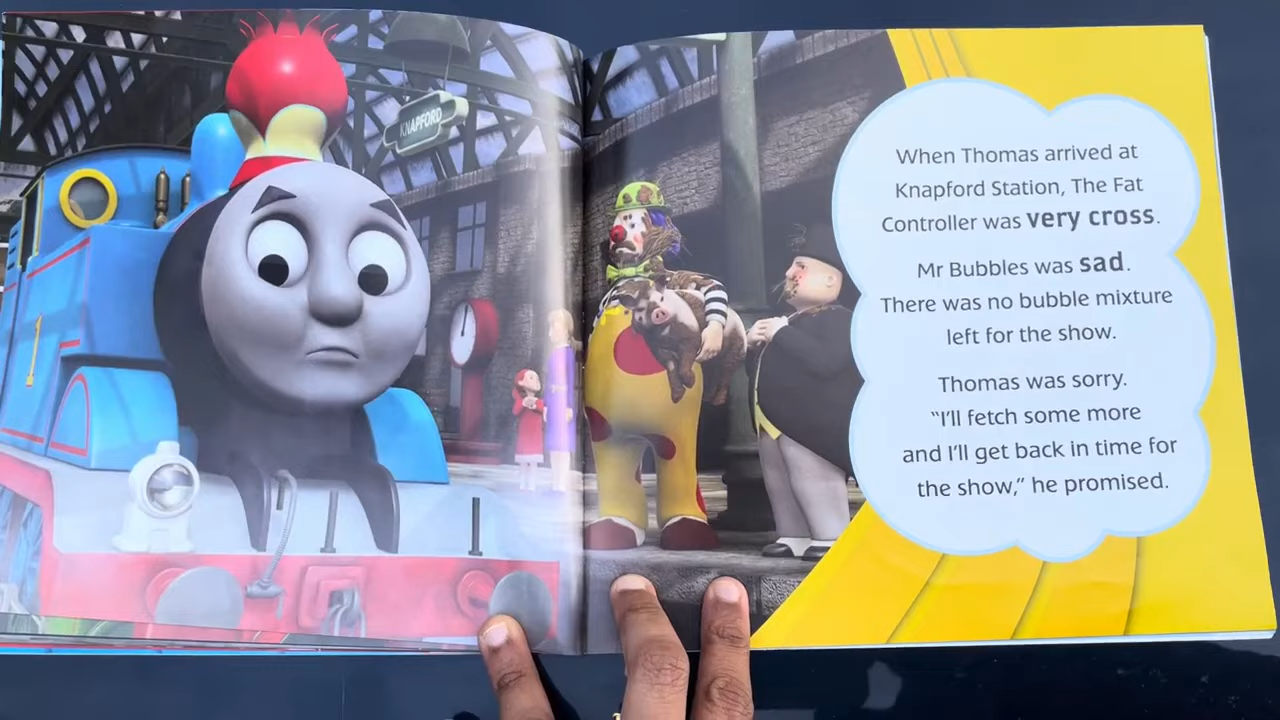 KNAPFORD
1
When Thomas arrived at
Knapford Station, The Fat
Controller was very cross.
Mr Bubbles was sad.
There was no bubble mixture
left for the show.
Thomas was sorry.
“I’ll fetch some more
and I’ll get back in time for
the show,” he promised.